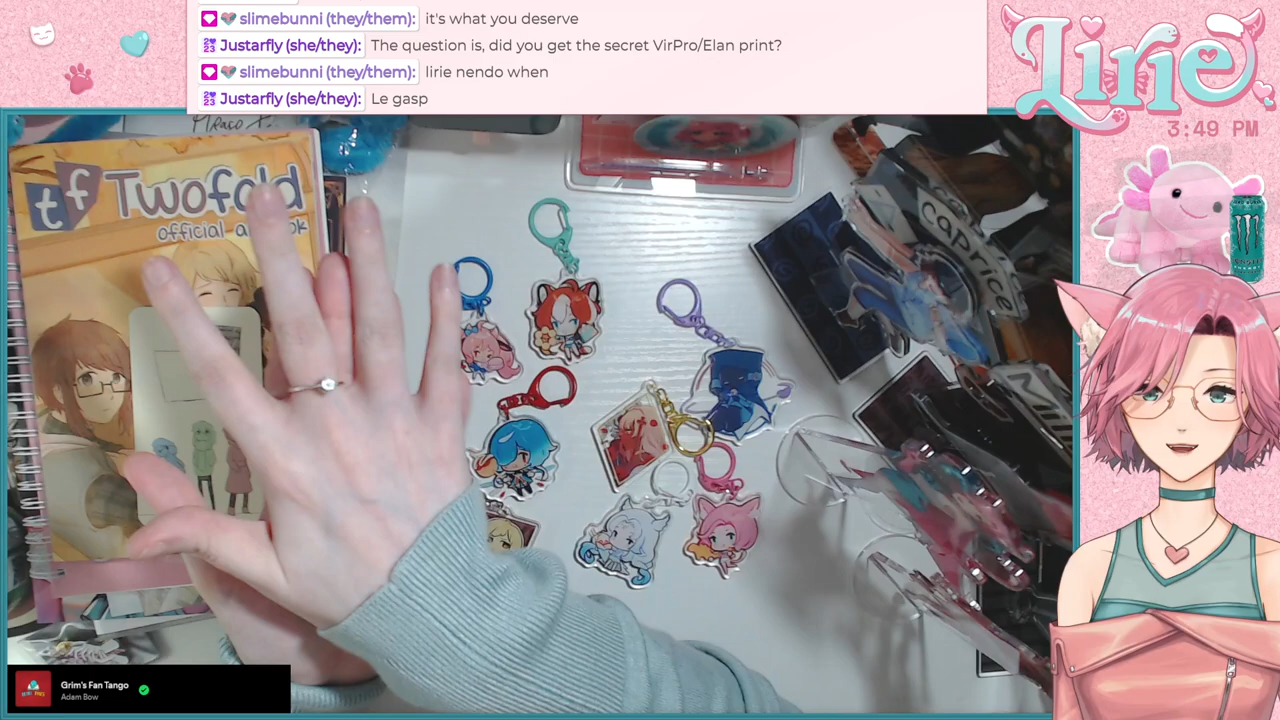 slimebunni (they/them): it's what you deserve
Justarfly (she/they): The question is, did you get the secret VirPro/Elan print?
slimebunni (they/them): lirie nendo when
Justarfly (she/they): Le gasp
Lirie
3:49 PM
tf Twofold
official a ok
caprice
Grim's Fan Tango
Adam Bow